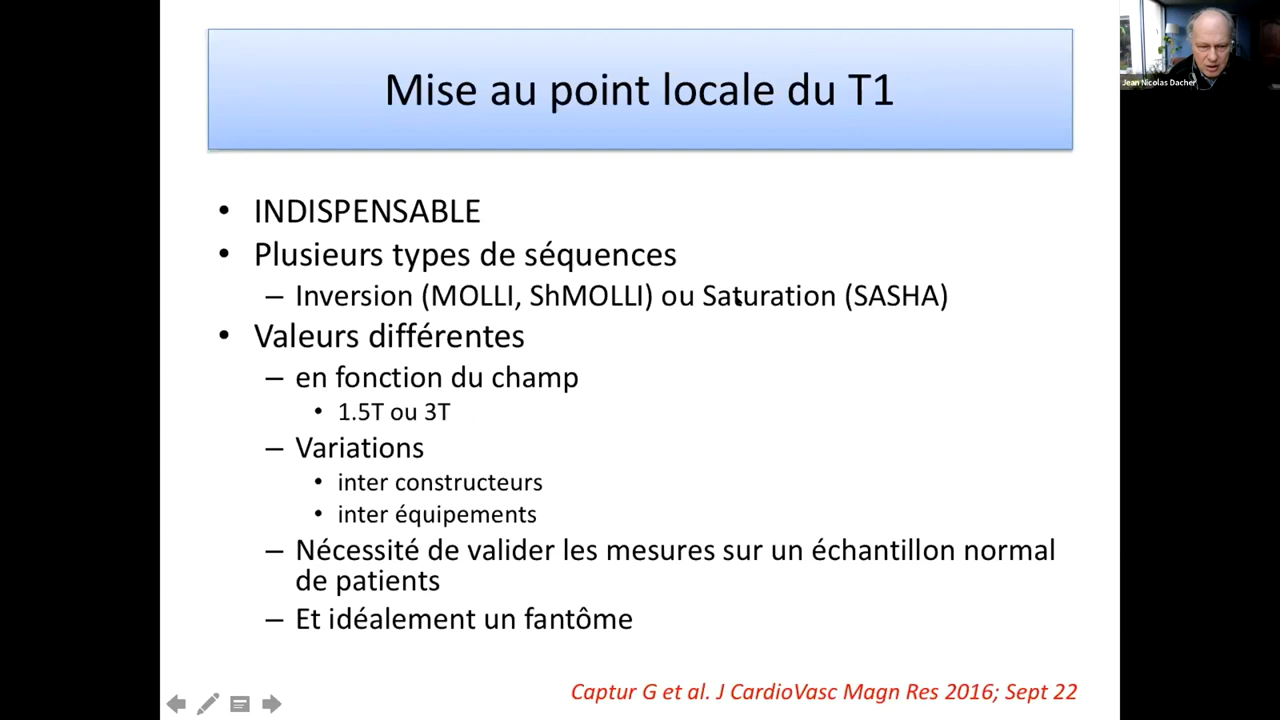 Mise au point locale du T1
Jean Nicolas Dacher
• INDISPENSABLE
• Plusieurs types de séquences
– Inversion (MOLLI, ShMOLLI) ou Saturation (SASHA)
• Valeurs différentes
– en fonction du champ
• 1.5T ou 3T
– Variations
• inter constructeurs
• inter équipements
– Nécessité de valider les mesures sur un échantillon normal
de patients
– Et idéalement un fantôme
Captur G et al. J CardioVasc Magn Res 2016; Sept 22